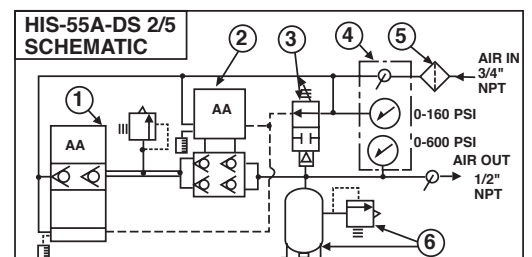 HIS-55A-DS 2/5
SCHEMATIC
1
2
3
4
5
AIR IN
3/4"
NPT
AA
AA
0-160 PSI
0-600 PSI
AIR OUT
1/2"
NPT
6